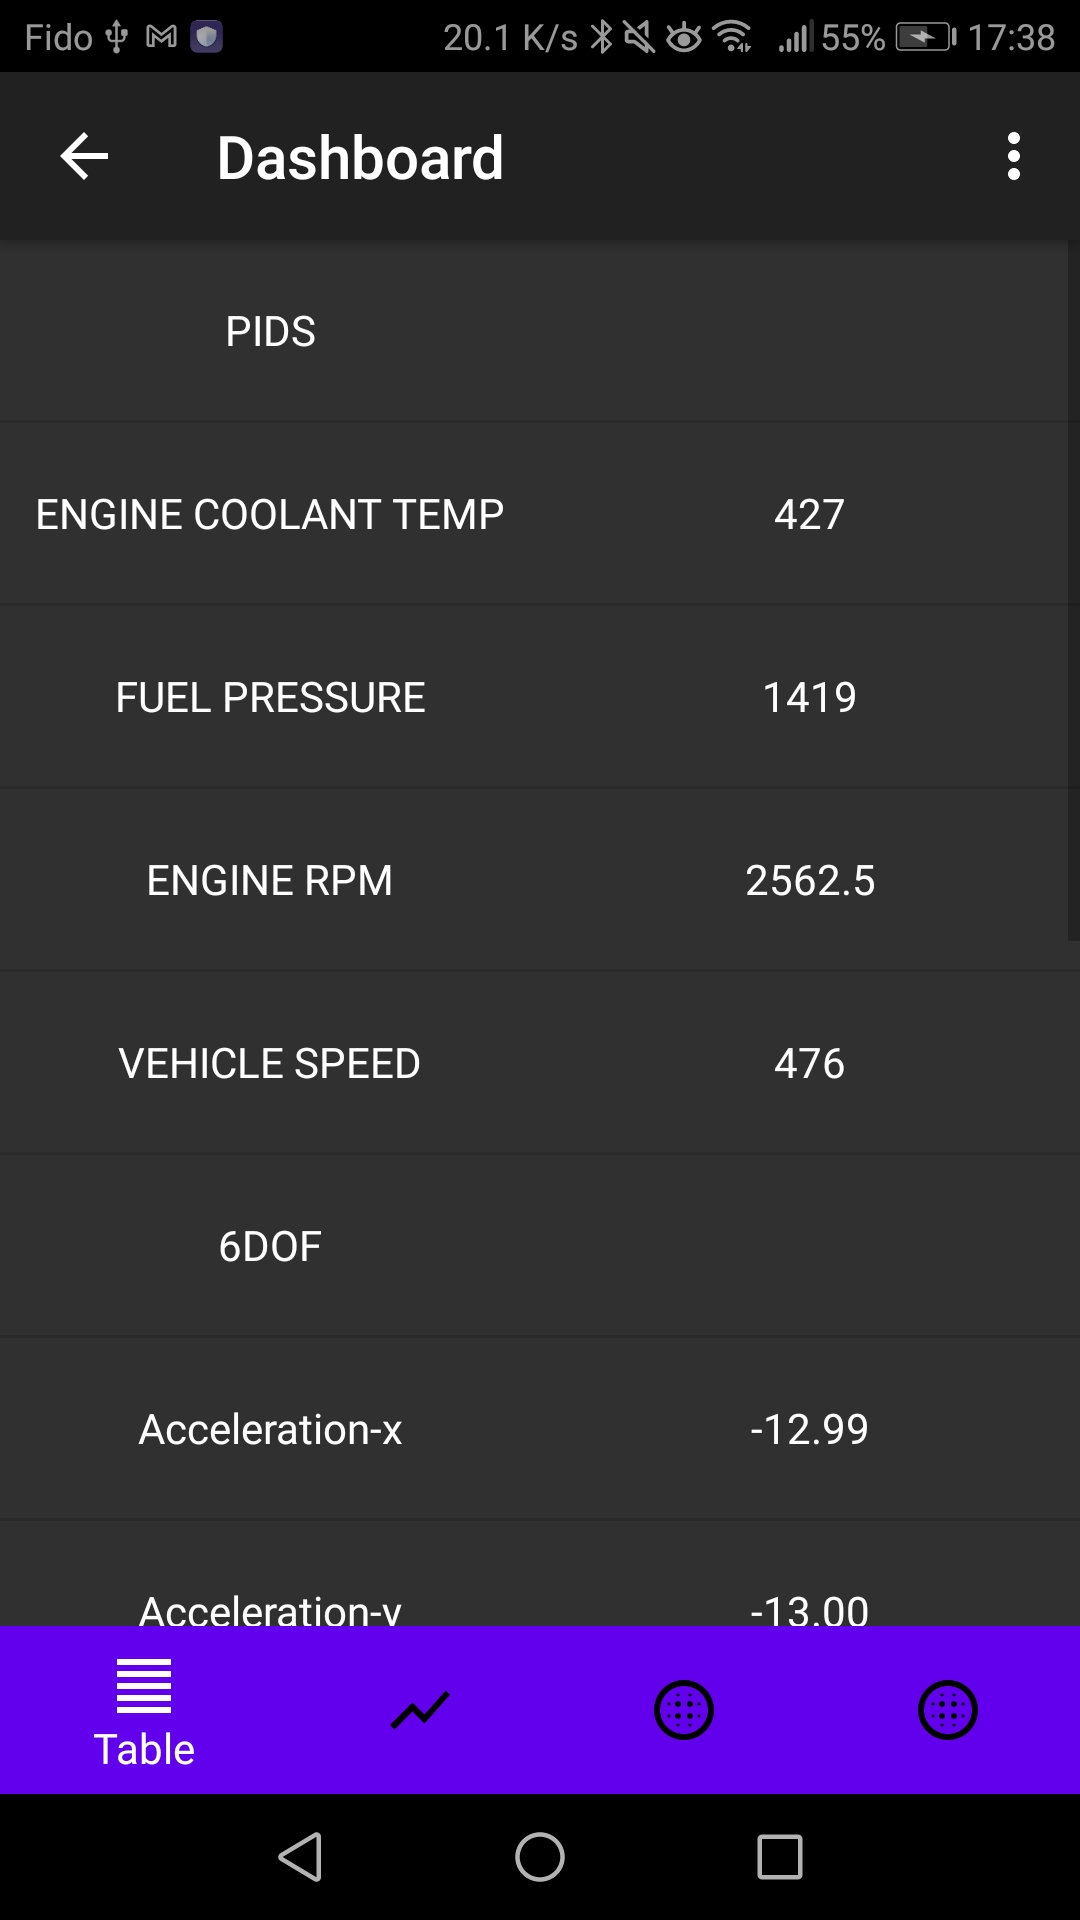 Fido 20.1 K/s 55% 17:38
Dashboard
PIDS
ENGINE COOLANT TEMP 427
FUEL PRESSURE 1419
ENGINE RPM 2562.5
VEHICLE SPEED 476
6DOF
Acceleration-x -12.99
Acceleration-y -13.00
Table